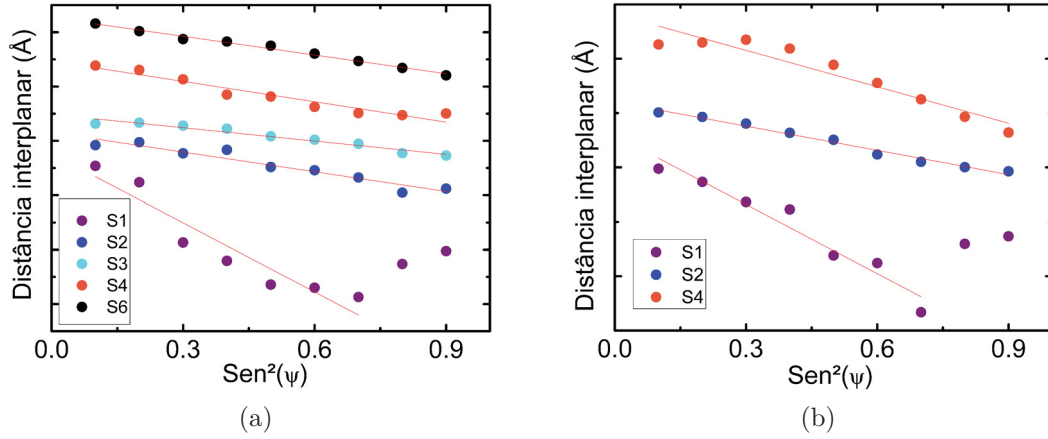 Distância interplanar (Å)
S1
S2
S3
S4
S6
0.0
0.3
0.6
0.9
Sen²(ψ)
(a)
Distância interplanar (Å)
S1
S2
S4
0.0
0.3
0.6
0.9
Sen²(ψ)
(b)